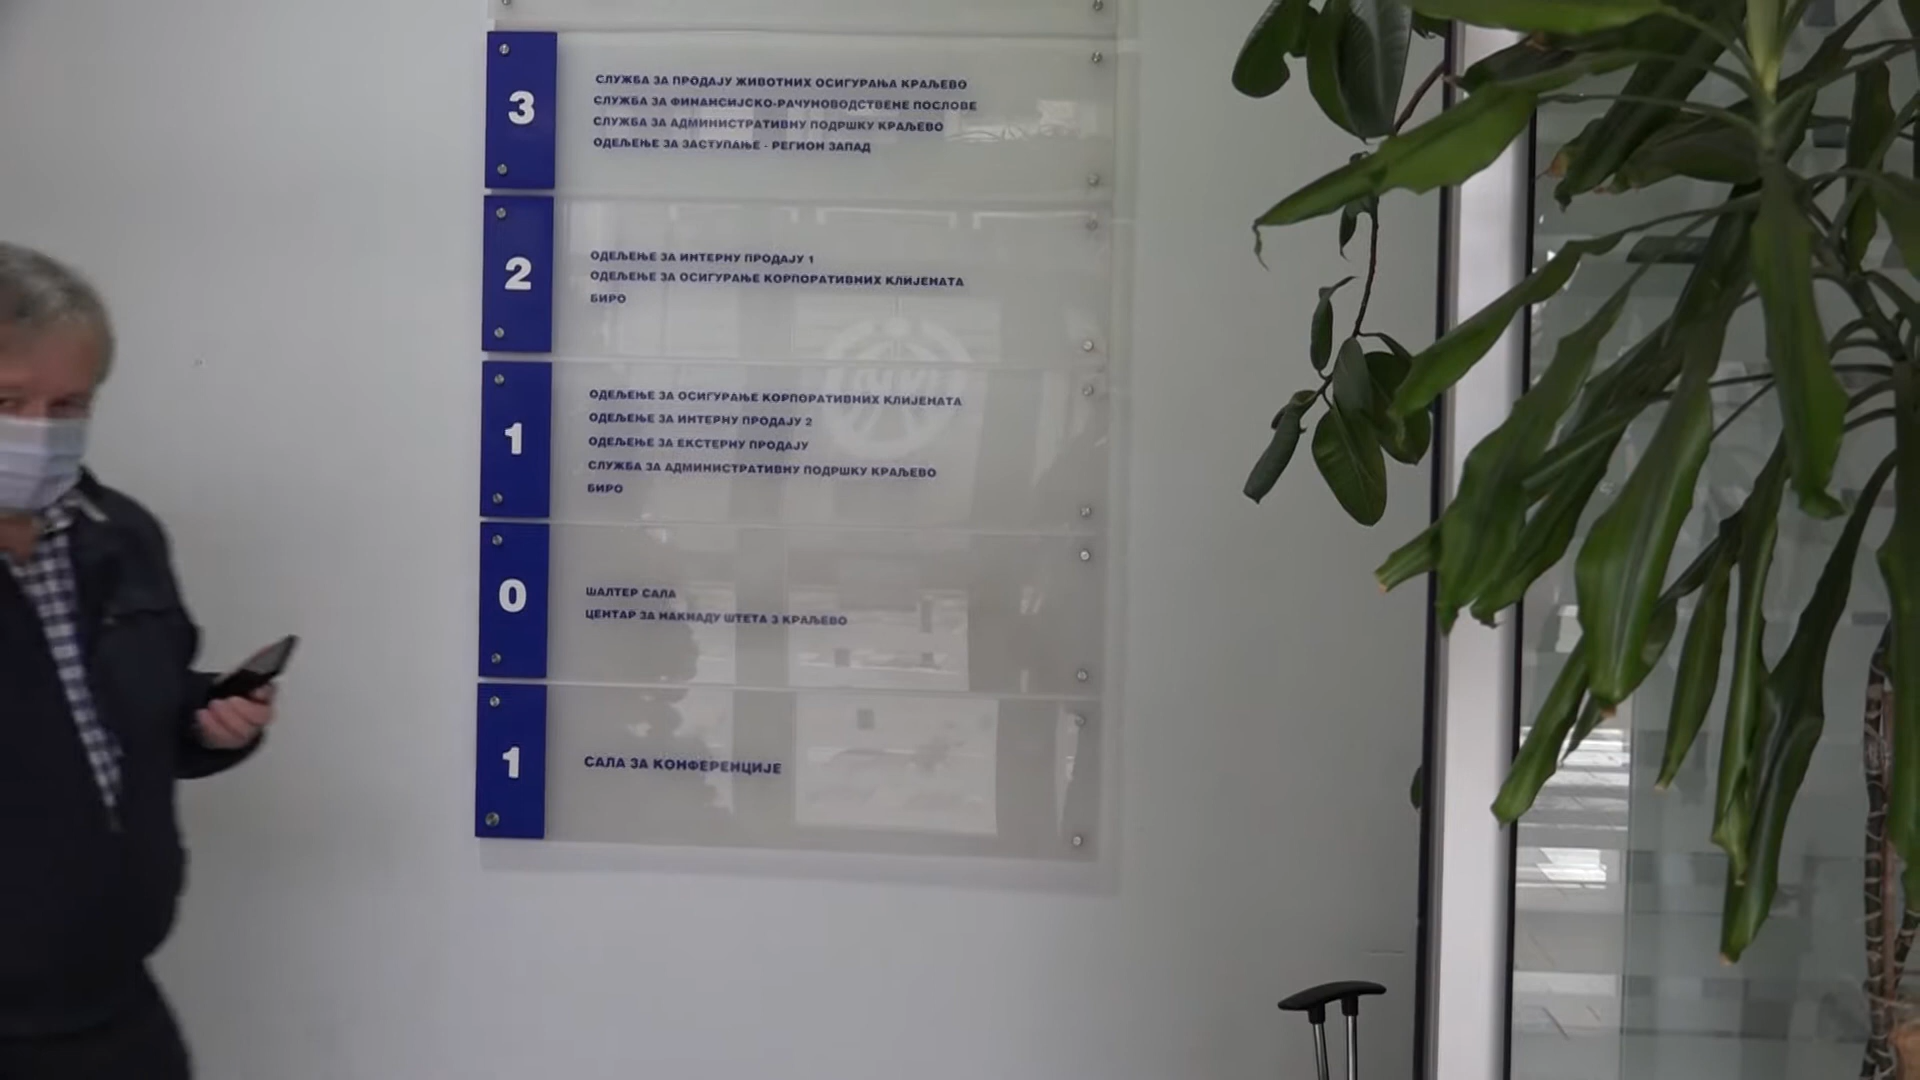 3
СЛУЖБА ЗА ПРОДАЈУ ЖИВОТНИХ ОСИГУРАЊА КРАЉЕВО
СЛУЖБА ЗА ФИНАНСИЈСКО-РАЧУНОВОДСТВЕНЕ ПОСЛОВЕ
СЛУЖБА ЗА АДМИНИСТРАТИВНУ ПОДРШКУ КРАЉЕВО
ОДЕЉЕЊЕ ЗА ЗАСТУПАЊЕ - РЕГИОН ЗАПАД
2
ОДЕЉЕЊЕ ЗА ИНТЕРНУ ПРОДАЈУ 1
ОДЕЉЕЊЕ ЗА ОСИГУРАЊЕ КОРПОРАТИВНИХ КЛИЈЕНАТА
БИРО
1
ОДЕЉЕЊЕ ЗА ОСИГУРАЊЕ КОРПОРАТИВНИХ КЛИЈЕНАТА
ОДЕЉЕЊЕ ЗА ИНТЕРНУ ПРОДАЈУ 2
ОДЕЉЕЊЕ ЗА ЕКСТЕРНУ ПРОДАЈУ
СЛУЖБА ЗА АДМИНИСТРАТИВНУ ПОДРШКУ КРАЉЕВО
БИРО
0
ШАЛТЕР САЛА
ЦЕНТАР ЗА НАКНАДУ ШТЕТА 3 КРАЉЕВО
1
САЛА ЗА КОНФЕРЕНЦИЈЕ